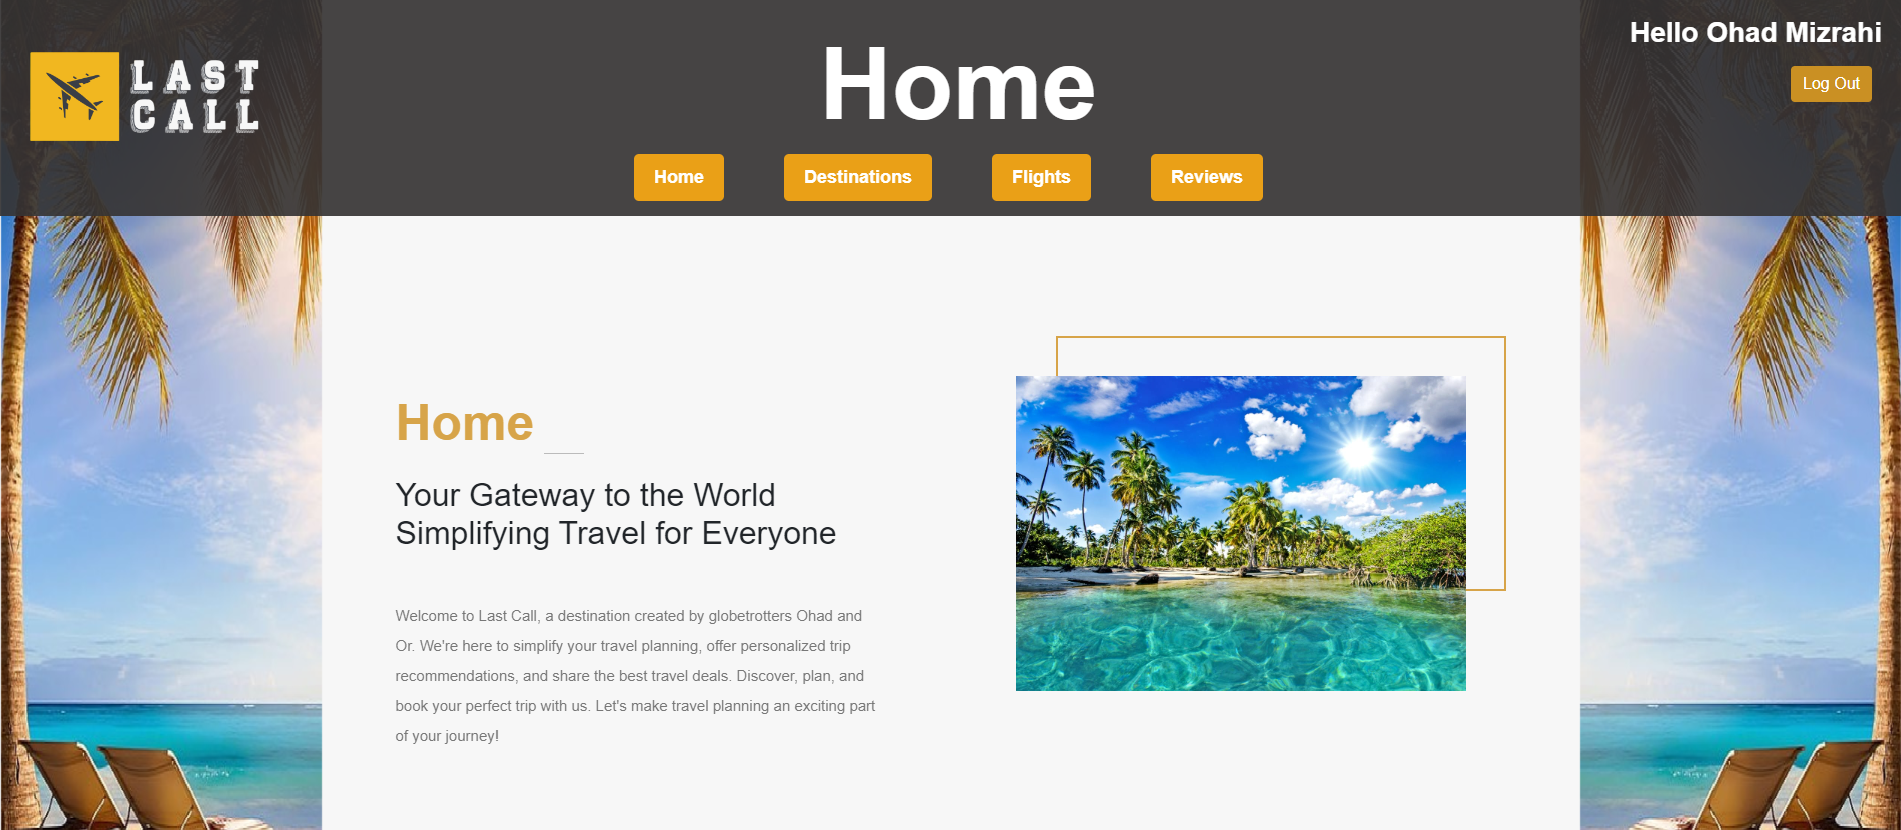 LAST
CALL
Home
Hello Ohad Mizrahi
Log Out
Home
Destinations
Flights
Reviews
Home
Your Gateway to the World
Simplifying Travel for Everyone
Welcome to Last Call, a destination created by globetrotters Ohad and
Or. We're here to simplify your travel planning, offer personalized trip
recommendations, and share the best travel deals. Discover, plan, and
book your perfect trip with us. Let's make travel planning an exciting part
of your journey!